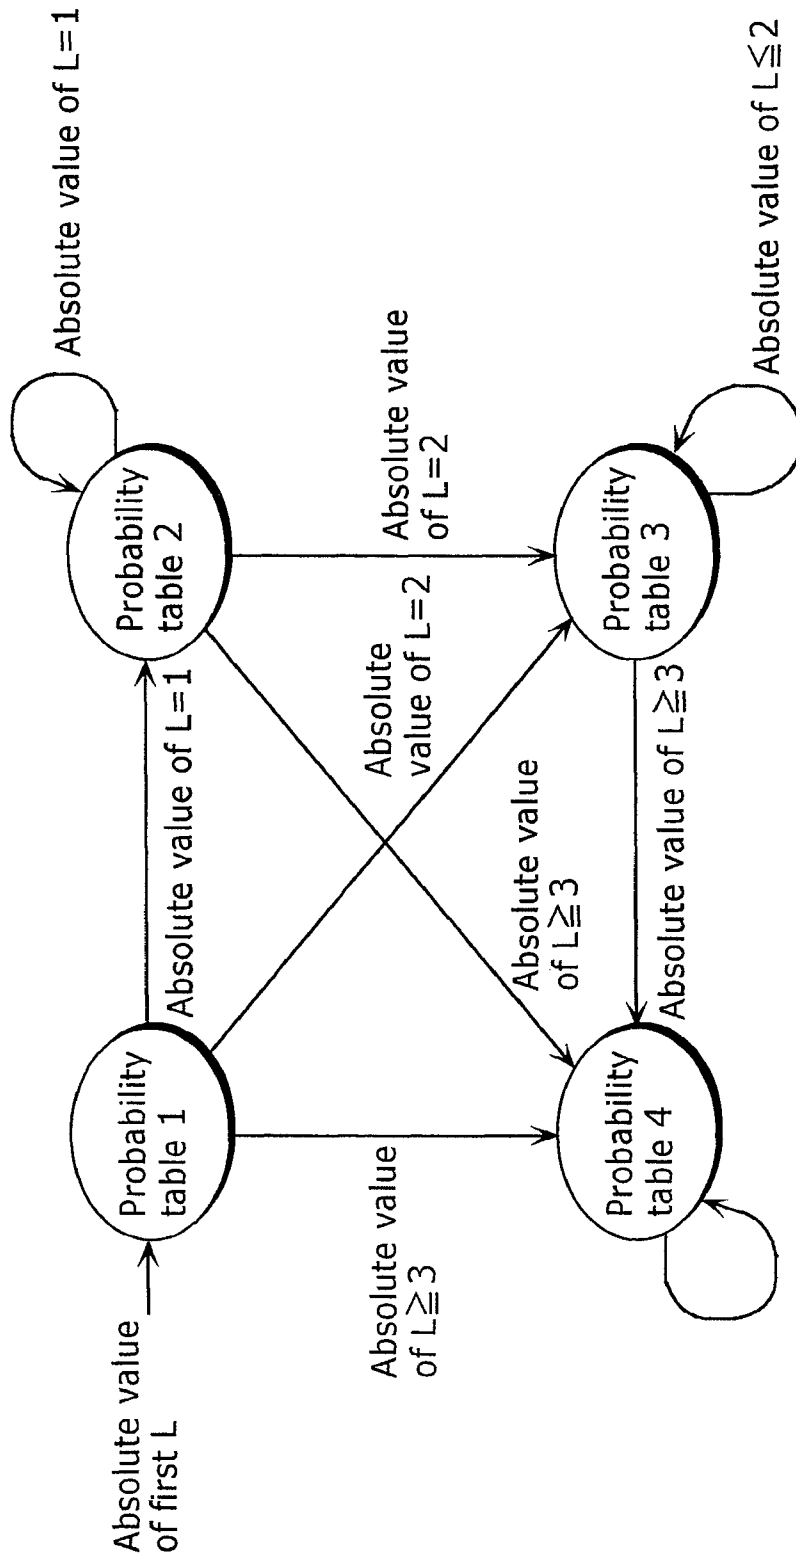 Absolute value
of first L
Probability
table 1
Absolute value of L=1
Probability
table 2
Absolute value of L=1
Absolute value
of L≧3
Absolute
value of L=2
Absolute value
of L=2
Absolute value
of L≧3
Probability
table 4
Absolute value of L≧3
Probability
table 3
Absolute value of L≦2